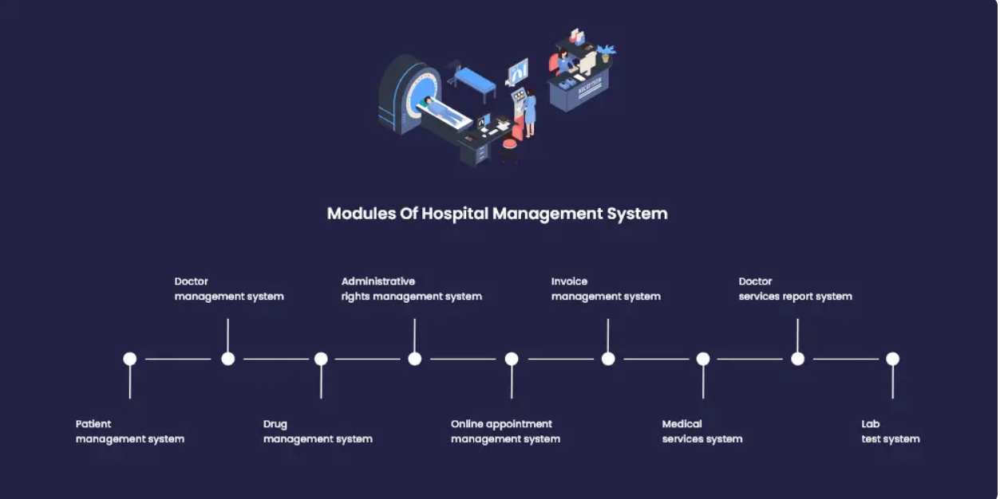 RECEPTION
Modules Of Hospital Management System
Doctor
management system
Administrative
rights management system
Invoice
management system
Doctor
services report system
Patient
management system
Drug
management system
Online appointment
management system
Medical
services system
Lab
test system